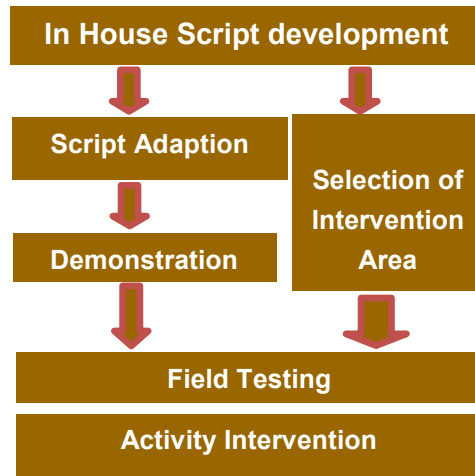 In House Script development
Script Adaption
Selection of
Intervention
Area
Demonstration
Field Testing
Activity Intervention